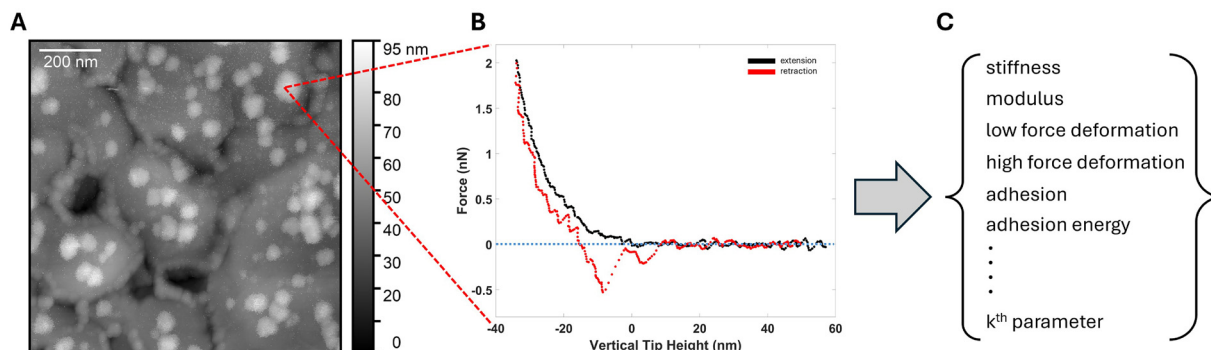 A
200 nm
95 nm
80
70
60
50
40
30
20
0
B
extension
retraction
Force (nN)
2
1.5
1
0.5
0
-0.5
-40
-20
0
20
40
60
Vertical Tip Height (nm)
C
stiffness
modulus
low force deformation
high force deformation
adhesion
adhesion energy
kth parameter